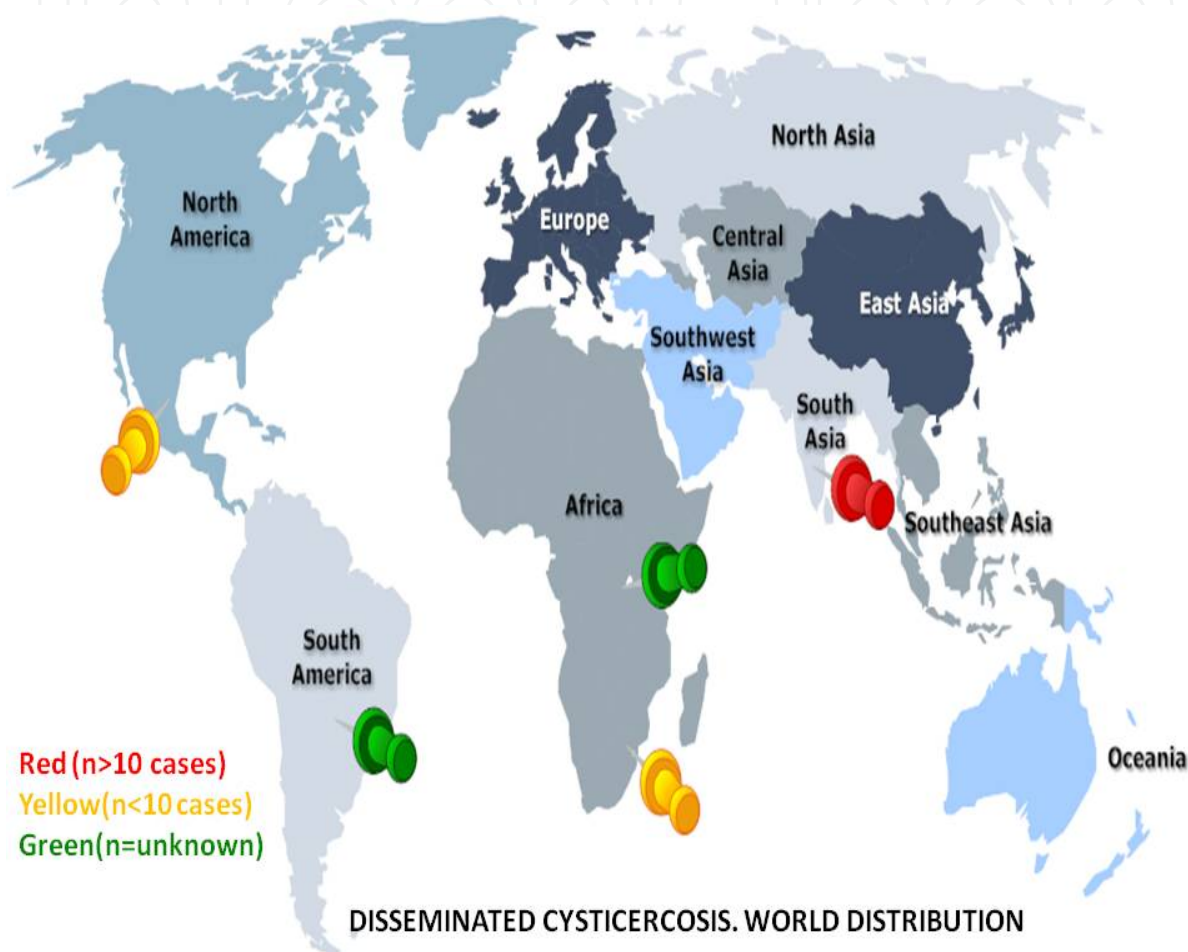 North Asia
North
America
Europe
Central
Asia
East Asia
Southwest
Asia
South
Asia
Africa
Southeast Asia
South
America
Oceania
Red (n>10 cases)
Yellow(n<10 cases)
Green(n=unknown)
DISSEMINATED CYSTICERCOSIS. WORLD DISTRIBUTION